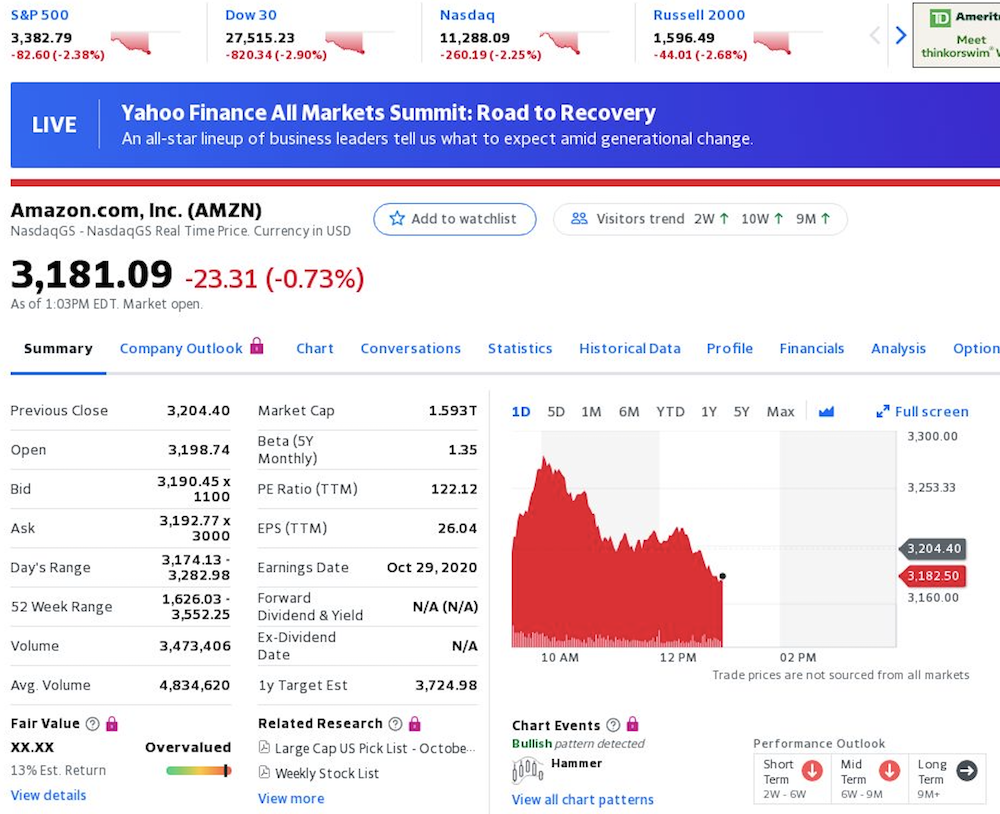 S&P 500
3,382.79
-82.60 (-2.38%)
Dow 30
27,515.23
-820.34 (-2.90%)
Nasdaq
11,288.09
-260.19 (-2.25%)
Russell 2000
1,596.49
-44.01 (-2.68%)
TD Amerit
Meet
thinkorswim®
LIVE
Yahoo Finance All Markets Summit: Road to Recovery
An all-star lineup of business leaders tell us what to expect amid generational change.
Amazon.com, Inc. (AMZN)
NasdaqGS - NasdaqGS Real Time Price. Currency in USD
Add to watchlist
Visitors trend 2W ↑ 10W ↑ 9M ↑
3,181.09 -23.31 (-0.73%)
As of 1:03PM EDT. Market open.
Summary Company Outlook Chart Conversations Statistics Historical Data Profile Financials Analysis Option
Previous Close 3,204.40
Open 3,198.74
Bid 3,190.45 x
1100
Ask 3,192.77 x
3000
Day's Range 3,174.13 -
3,282.98
52 Week Range 1,626.03 -
3,552.25
Volume 3,473,406
Avg. Volume 4,834,620
Market Cap 1.593T
Beta (5Y
Monthly) 1.35
PE Ratio (TTM) 122.12
EPS (TTM) 26.04
Earnings Date Oct 29, 2020
Forward
Dividend & Yield N/A (N/A)
Ex-Dividend
Date N/A
1y Target Est 3,724.98
1D 5D 1M 6M YTD 1Y 5Y Max Full screen
3,300.00
3,253.33
3,204.40
3,182.50
3,160.00
10 AM 12 PM 02 PM
Trade prices are not sourced from all markets
Fair Value
XX.XX Overvalued
13% Est. Return
View details
Related Research
Large Cap US Pick List - Octobe...
Weekly Stock List
View more
Chart Events
Bullish pattern detected
Hammer
View all chart patterns
Performance Outlook
Short
Term
2W - 6W
Mid
Term
6W - 9M
Long
Term
9M+